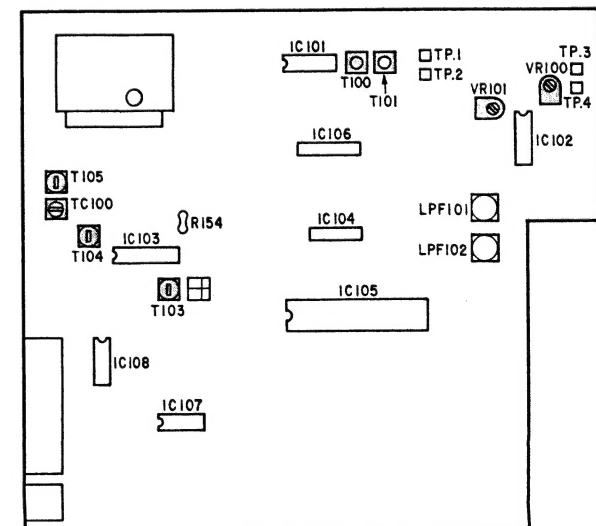 IC101
T100
T101
TP.1
TP.2
TP.3
VR100
TP.4
VR101
IC102
IC106
T105
TC100
R154
LPF101
T104
IC103
IC104
LPF102
T103
IC105
IC108
IC107